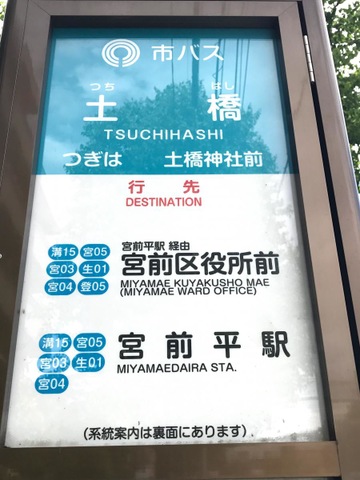 市バス
つち はし
土 橋
TSUCHIHASHI
つぎは 土橋神社前
行 先
DESTINATION
溝15 宮05
宮03 生01
宮04 登05
宮前平駅 経由
宮前区役所前
MIYAMAE KUYAKUSHO MAE
(MIYAMAE WARD OFFICE)
溝15 宮05
宮03 生01
宮04
宮前平駅
MIYAMAEDAIRA STA.
(系統案内は裏面にあります)